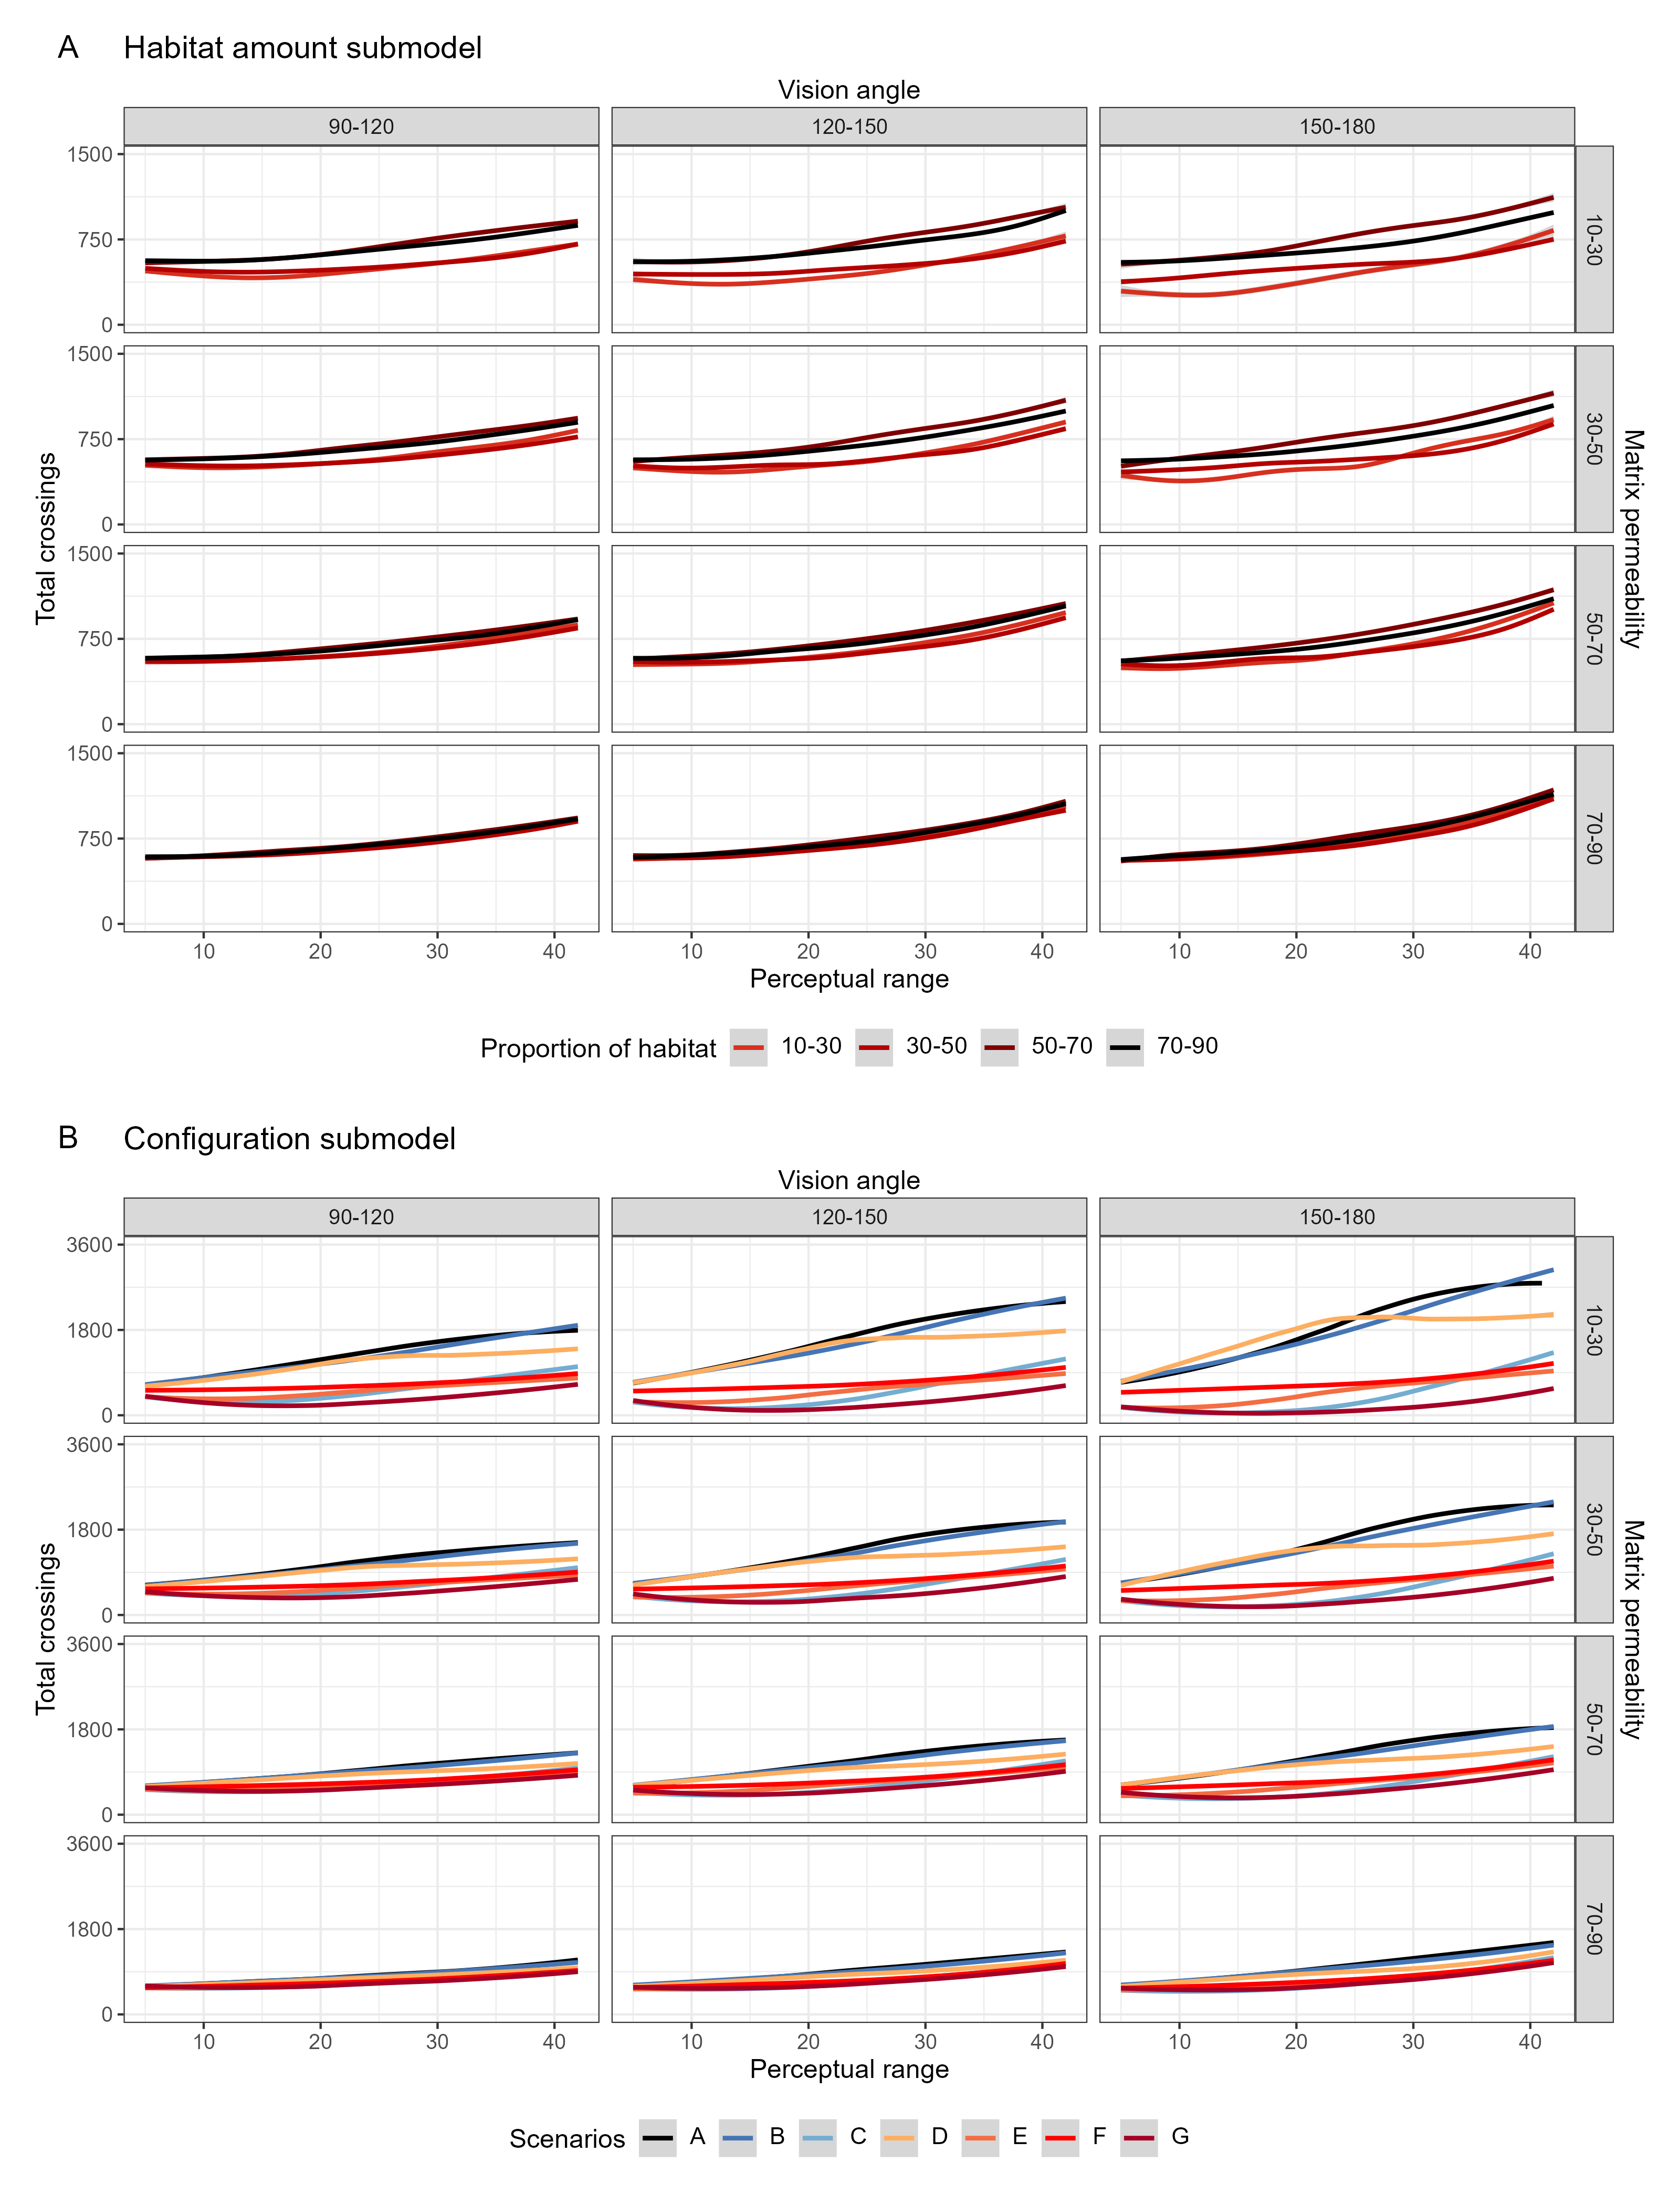 A Habitat amount submodel
Vision angle
90-120 120-150 150-180
1500
750
0
10-30
1500
750
0
30-50
1500
750
0
50-70
1500
750
0
70-90
Total crossings
Matrix permeability
10 20 30 40 10 20 30 40 10 20 30 40
Perceptual range
Proportion of habitat 10-30 30-50 50-70 70-90
B Configuration submodel
Vision angle
90-120 120-150 150-180
3600
1800
0
10-30
3600
1800
0
30-50
3600
1800
0
50-70
3600
1800
0
70-90
Total crossings
Matrix permeability
10 20 30 40 10 20 30 40 10 20 30 40
Perceptual range
Scenarios A B C D E F G